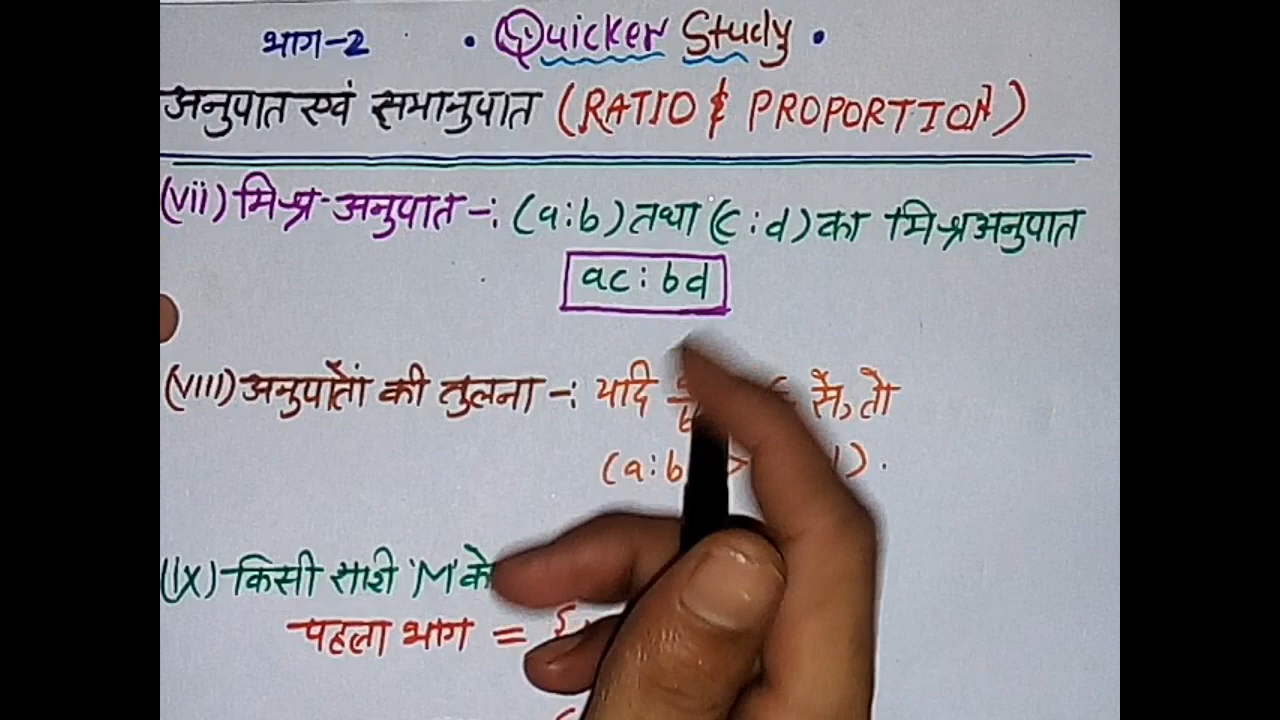 भाग-2 • Quicker Study •
अनुपात एवं समानुपात (RATIO & PROPORTION)
(vii) मिश्र-अनुपात -: (a:b) तथा (c:d) का मिश्रअनुपात
ac:bd
(viii) अनुपातों की तुलना -: यदि से, तो
(a:b >
(ix) किसी राशी 'M' के
पहला भाग =